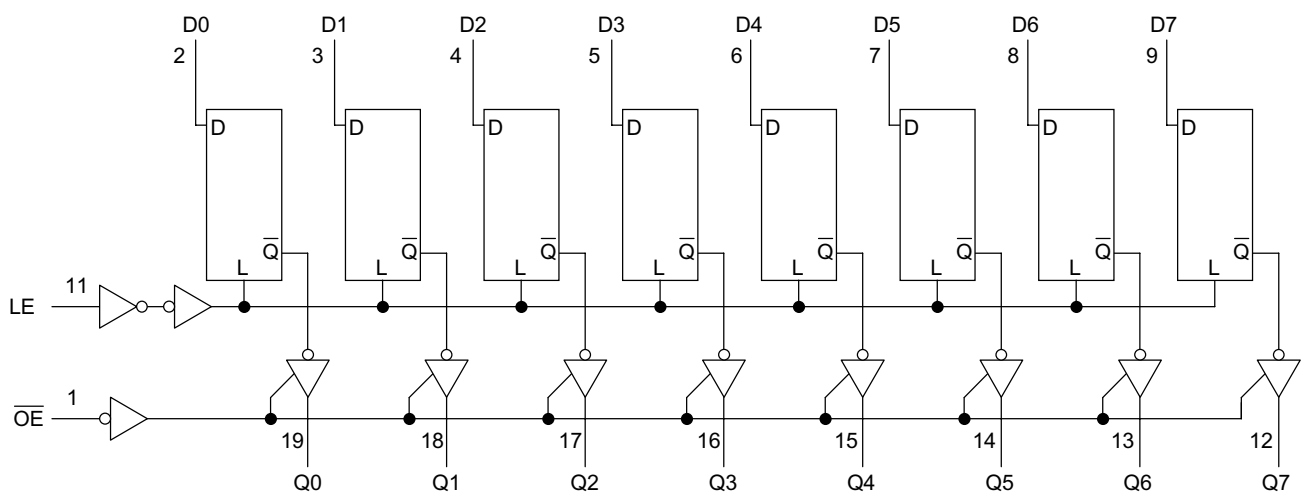 D0 D1 D2 D3 D4 D5 D6 D7
2 3 4 5 6 7 8 9
D D D D D D D D
Q̅ Q̅ Q̅ Q̅ Q̅ Q̅ Q̅ Q̅
L L L L L L L L
11
LE
1
O̅E̅
19 18 17 16 15 14 13 12
Q0 Q1 Q2 Q3 Q4 Q5 Q6 Q7